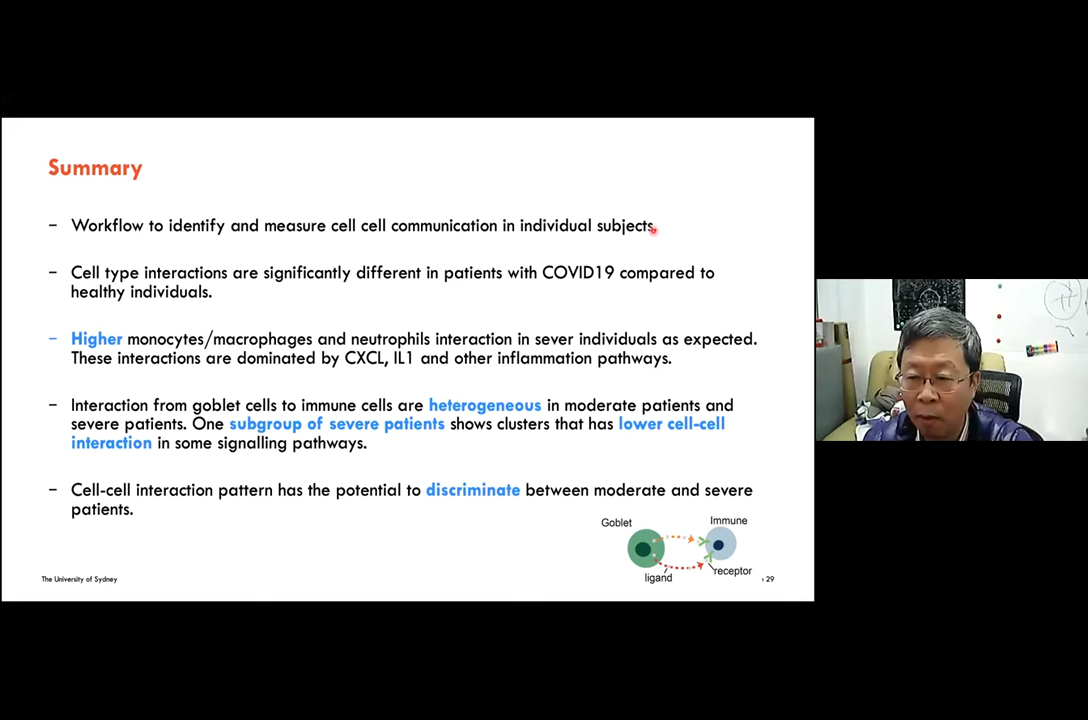 Summary
– Workflow to identify and measure cell cell communication in individual subjects.
– Cell type interactions are significantly different in patients with COVID19 compared to
healthy individuals.
– Higher monocytes/macrophages and neutrophils interaction in sever individuals as expected.
These interactions are dominated by CXCL, IL1 and other inflammation pathways.
– Interaction from goblet cells to immune cells are heterogeneous in moderate patients and
severe patients. One subgroup of severe patients shows clusters that has lower cell-cell
interaction in some signalling pathways.
– Cell-cell interaction pattern has the potential to discriminate between moderate and severe
patients.
Goblet
Immune
ligand
receptor
The University of Sydney
29